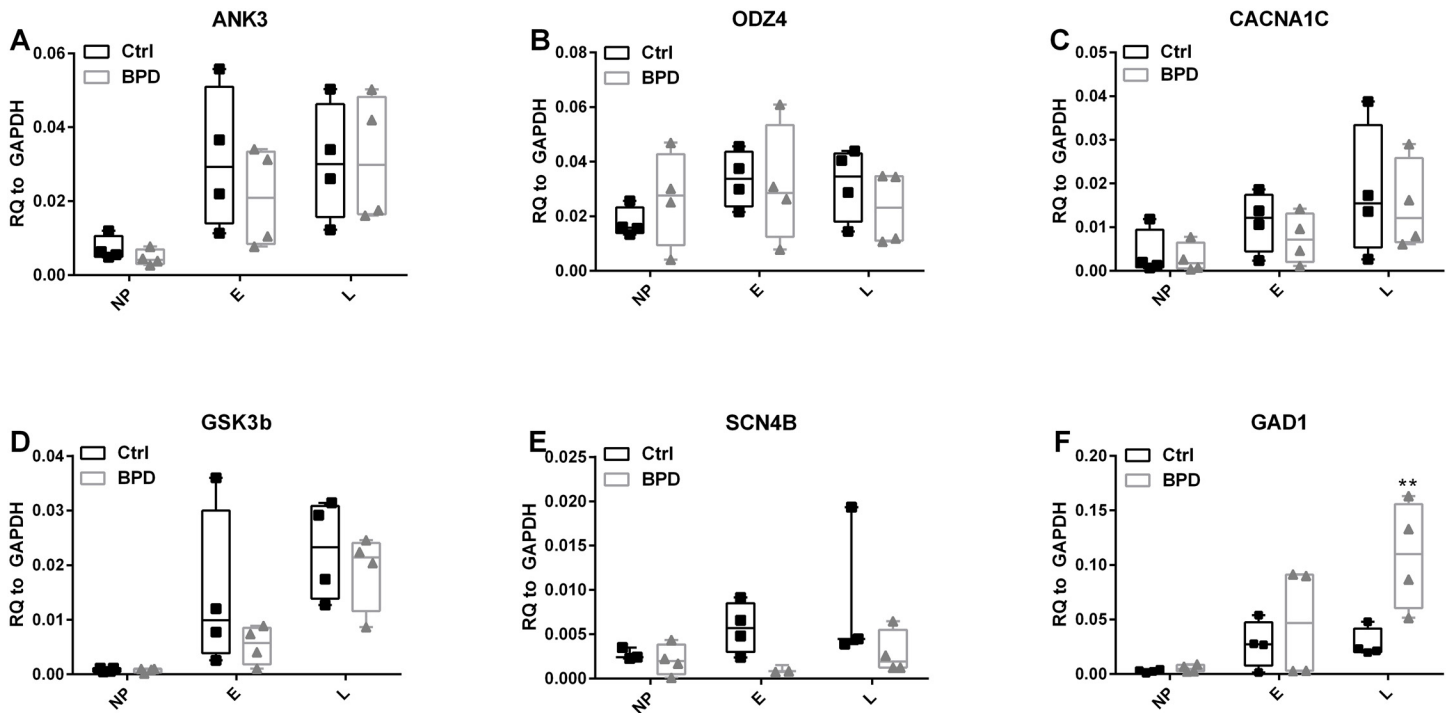 A
ANK3
Ctrl
BPD
RQ to GAPDH
0.06
0.04
0.02
0.00
NP
E
L
B
ODZ4
Ctrl
BPD
RQ to GAPDH
0.08
0.06
0.04
0.02
0.00
NP
E
L
C
CACNA1C
Ctrl
BPD
RQ to GAPDH
0.05
0.04
0.03
0.02
0.01
0.00
NP
E
L
D
GSK3b
Ctrl
BPD
RQ to GAPDH
0.04
0.03
0.02
0.01
0.00
NP
E
L
E
SCN4B
Ctrl
BPD
RQ to GAPDH
0.025
0.020
0.015
0.010
0.005
0.000
NP
E
L
F
GAD1
Ctrl
BPD
RQ to GAPDH
0.20
0.15
0.10
0.05
0.00
**
NP
E
L